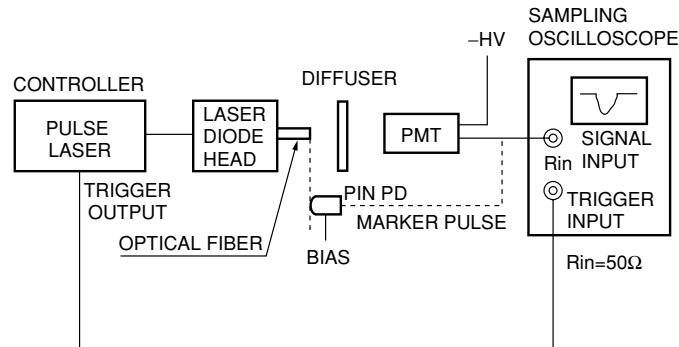 SAMPLING
OSCILLOSCOPE
−HV
CONTROLLER
DIFFUSER
PULSE
LASER
LASER
DIODE
HEAD
PMT
SIGNAL
INPUT
Rin
TRIGGER
OUTPUT
PIN PD
TRIGGER
INPUT
MARKER PULSE
OPTICAL FIBER
BIAS
Rin=50Ω